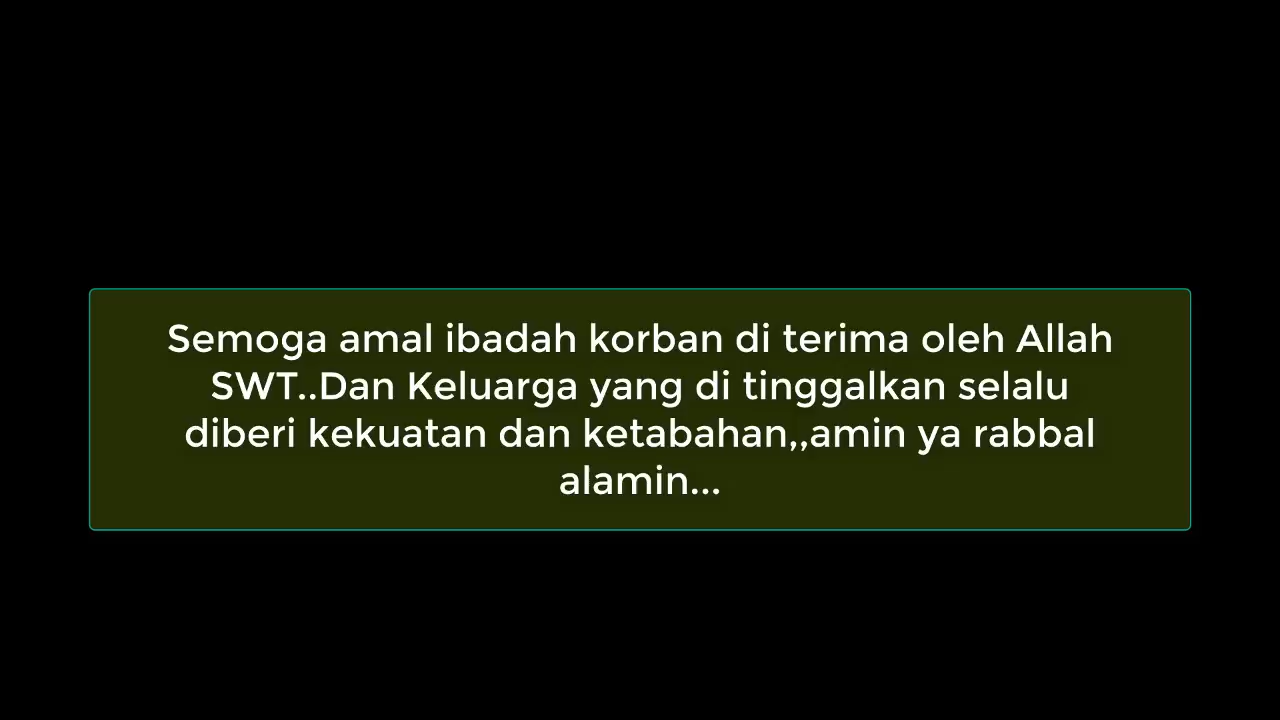 Semoga amal ibadah korban di terima oleh Allah
SWT..Dan Keluarga yang di tinggalkan selalu
diberi kekuatan dan ketabahan,,amin ya rabbal
alamin...